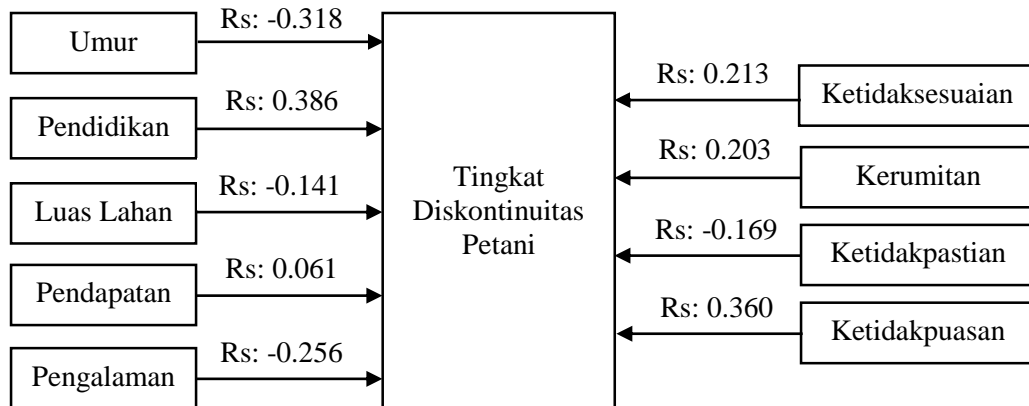 Umur
Rs: -0.318
Pendidikan
Rs: 0.386
Luas Lahan
Rs: -0.141
Pendapatan
Rs: 0.061
Pengalaman
Rs: -0.256
Tingkat
Diskontinuitas
Petani
Rs: 0.213
Ketidaksesuaian
Rs: 0.203
Kerumitan
Rs: -0.169
Ketidakpastian
Rs: 0.360
Ketidakpuasan